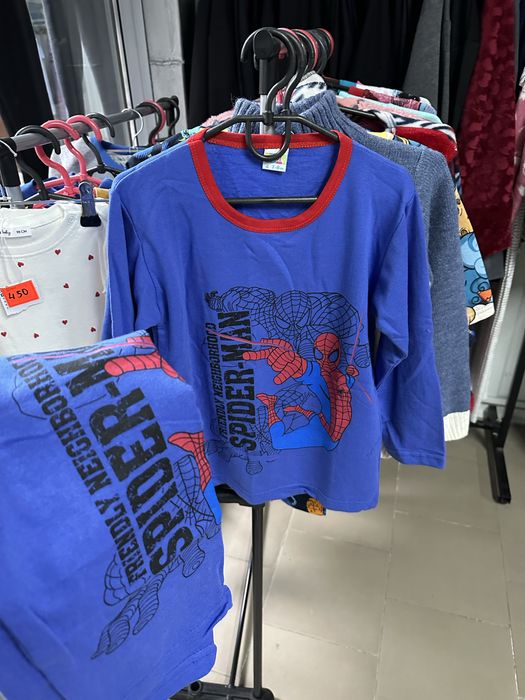 FRIENDLY NEIGHBORHOOD
SPIDER-MAN
450
FRIENDLY NEIGHBORHOOD
SPIDER-M